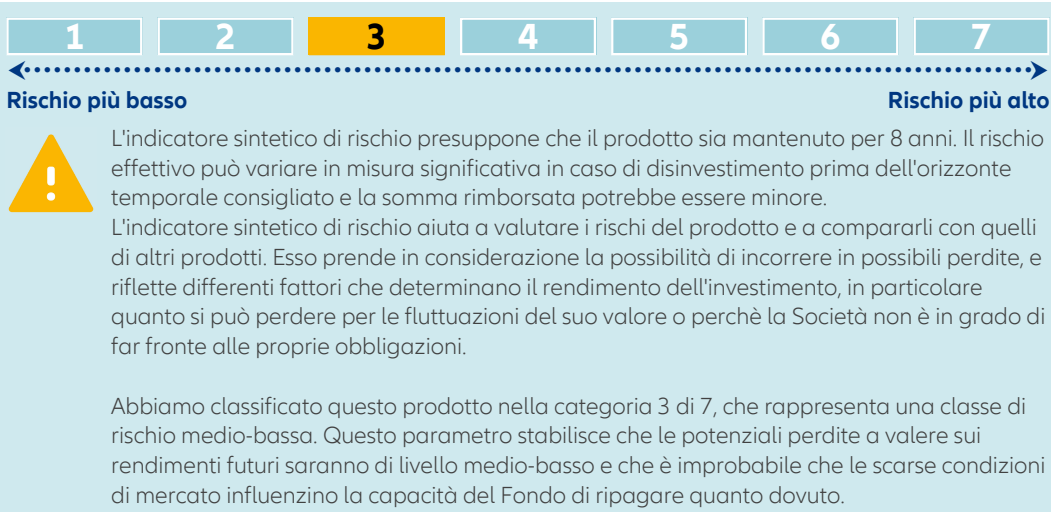 1 2 3 4 5 6 7
Rischio più basso Rischio più alto
L'indicatore sintetico di rischio presuppone che il prodotto sia mantenuto per 8 anni. Il rischio
effettivo può variare in misura significativa in caso di disinvestimento prima dell'orizzonte
temporale consigliato e la somma rimborsata potrebbe essere minore.
L'indicatore sintetico di rischio aiuta a valutare i rischi del prodotto e a compararli con quelli
di altri prodotti. Esso prende in considerazione la possibilità di incorrere in possibili perdite, e
riflette differenti fattori che determinano il rendimento dell'investimento, in particolare
quanto si può perdere per le fluttuazioni del suo valore o perchè la Società non è in grado di
far fronte alle proprie obbligazioni.
Abbiamo classificato questo prodotto nella categoria 3 di 7, che rappresenta una classe di
rischio medio-bassa. Questo parametro stabilisce che le potenziali perdite a valere sui
rendimenti futuri saranno di livello medio-basso e che è improbabile che le scarse condizioni
di mercato influenzino la capacità del Fondo di ripagare quanto dovuto.